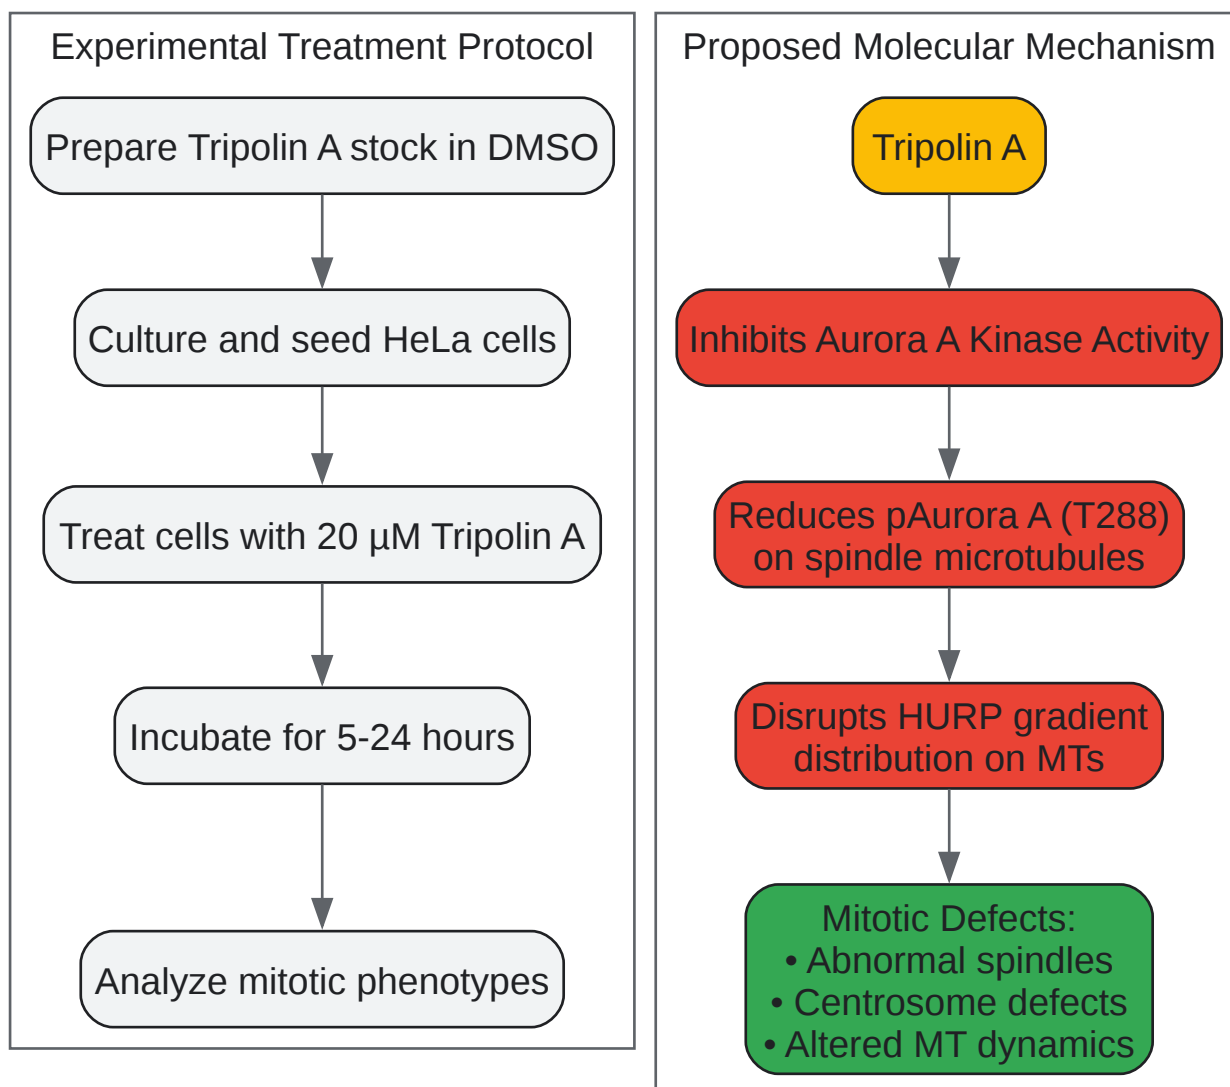 Experimental Treatment Protocol
Prepare Tripolin A stock in DMSO
Culture and seed HeLa cells
Treat cells with 20 µM Tripolin A
Incubate for 5-24 hours
Analyze mitotic phenotypes
Proposed Molecular Mechanism
Tripolin A
Inhibits Aurora A Kinase Activity
Reduces pAurora A (T288)
on spindle microtubules
Disrupts HURP gradient
distribution on MTs
Mitotic Defects:
• Abnormal spindles
• Centrosome defects
• Altered MT dynamics